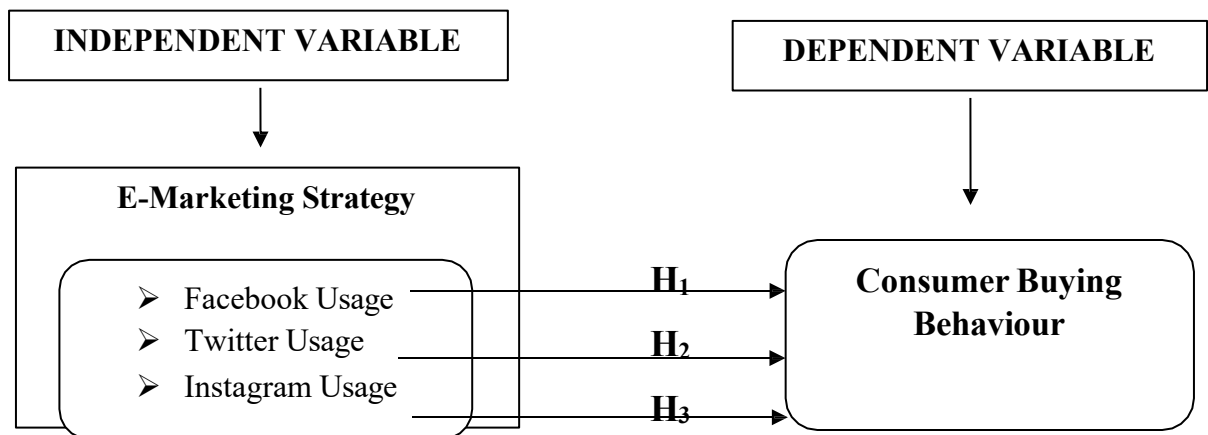 INDEPENDENT VARIABLE
DEPENDENT VARIABLE
E-Marketing Strategy
➢ Facebook Usage
➢ Twitter Usage
➢ Instagram Usage
H₁
H₂
H₃
Consumer Buying
Behaviour